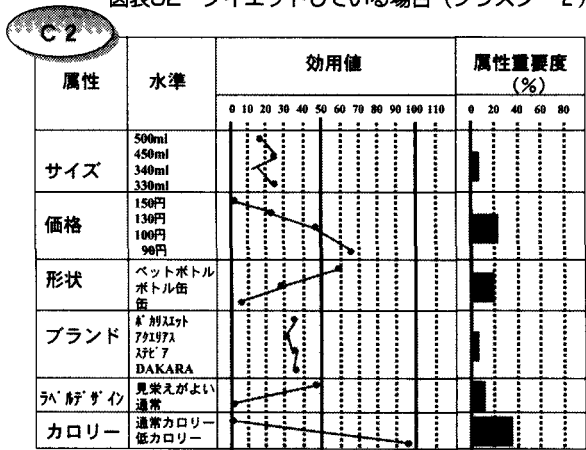 図表32 ダイエットしている場合（クラスター2）
C2
属性 水準 効用値 属性重要度
(%)
0 10 20 30 40 50 60 70 80 90 100 110 0 20 40 60 80
サイズ
500ml
450ml
340ml
330ml
価格
150円
130円
100円
90円
形状
ペットボトル
ボトル缶
缶
ブランド
ﾎﾟｶﾘｽｴｯﾄ
ｱｸｴﾘｱｽ
ｽﾃﾋﾞｱ
DAKARA
ﾗﾍﾞﾙﾃﾞｻﾞｲﾝ
見栄えがよい
通常
カロリー
通常カロリー
低カロリー